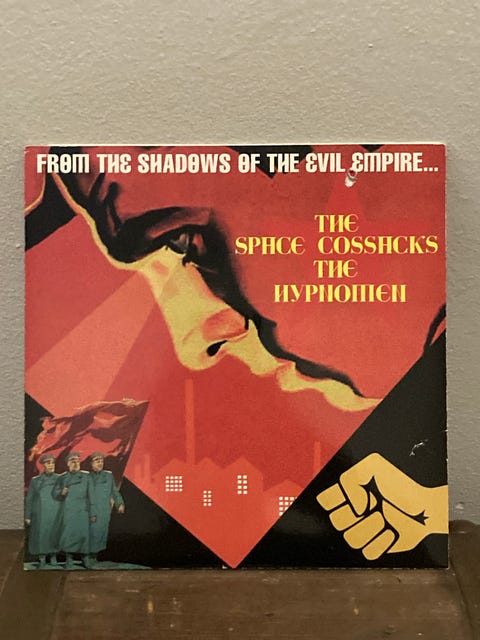 FROM THE SHADOWS OF THE EVIL EMPIRE...
THE
SPACE COSSACKS
THE
HYPNOMEN